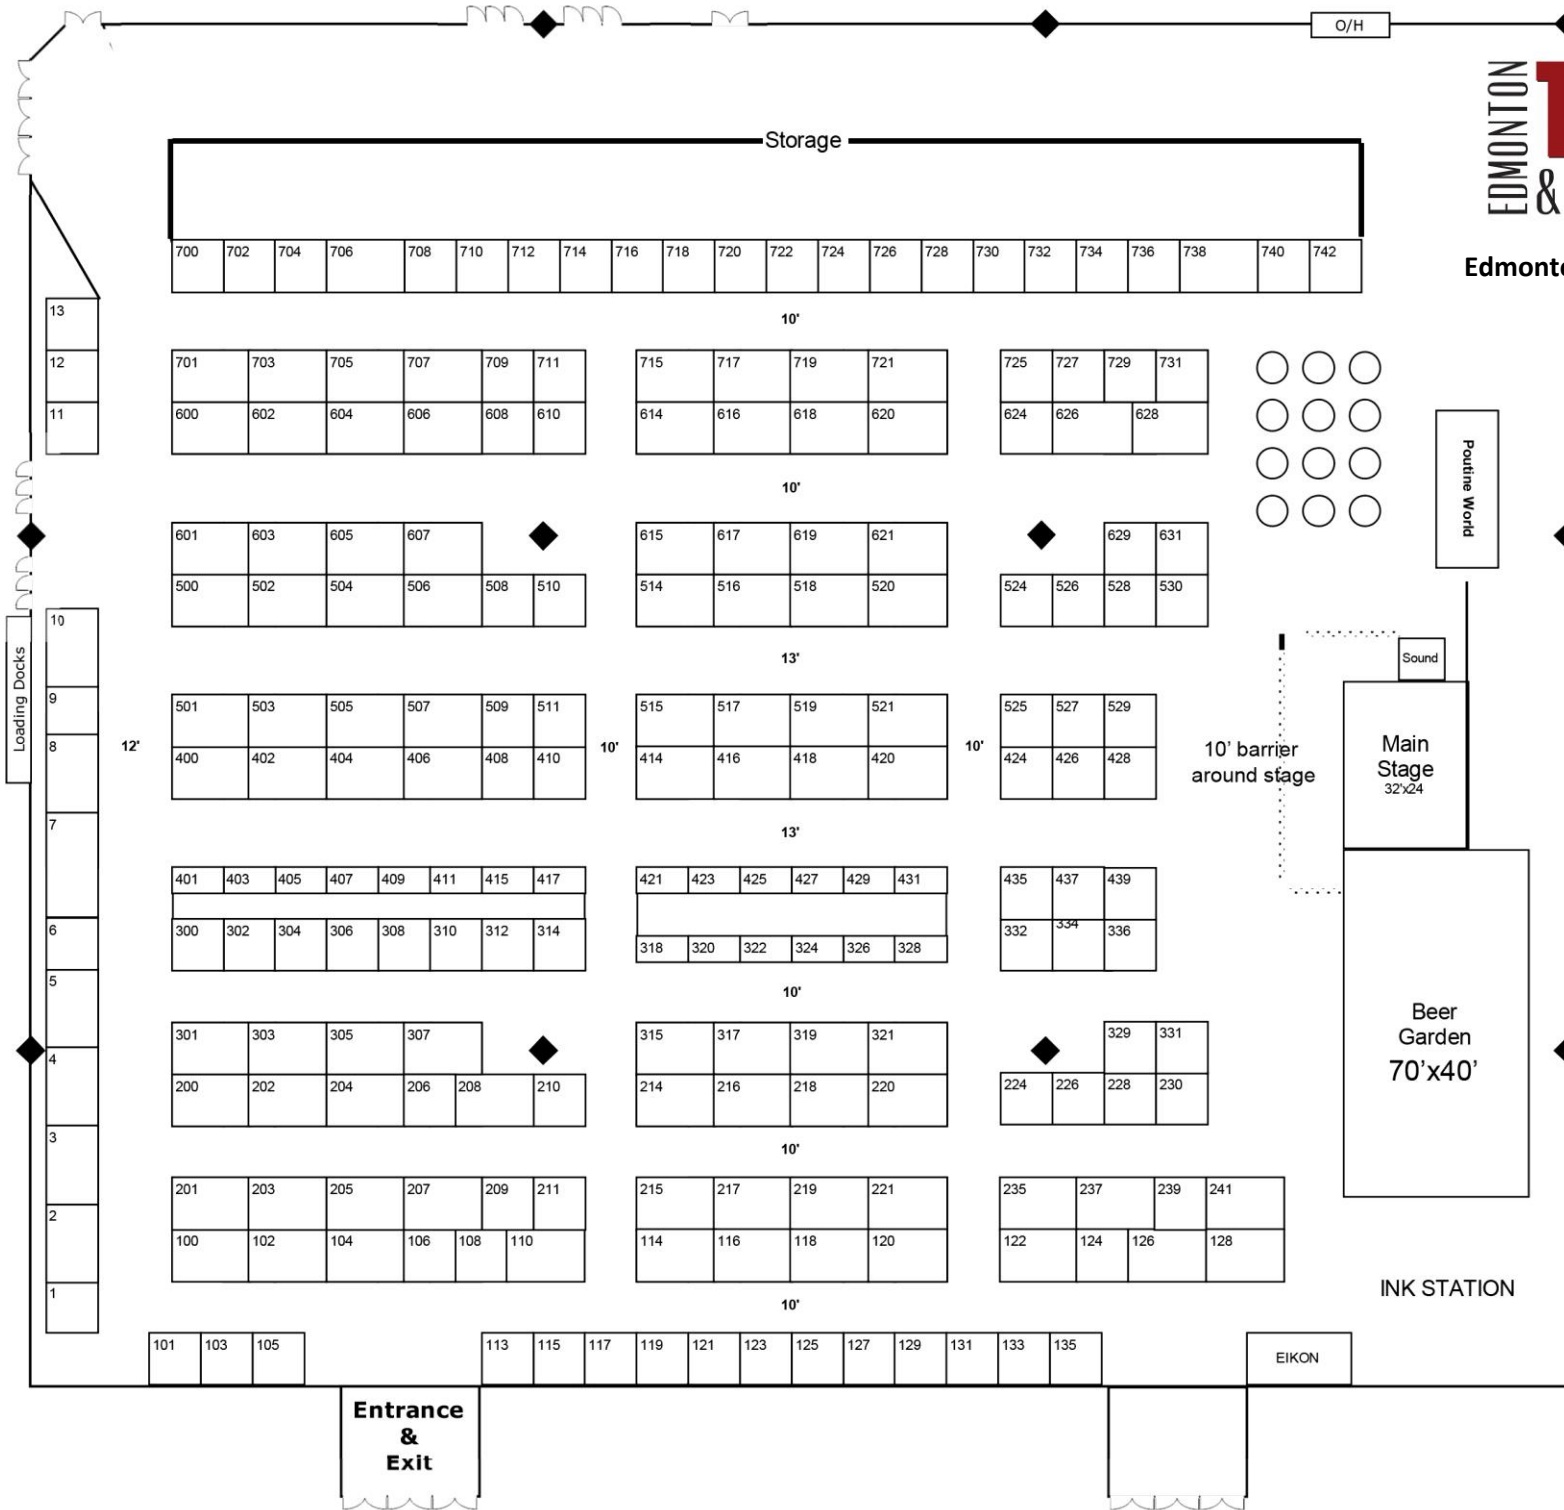 O/H
EDMONTON
&
Edmonto
Storage
700 702 704 706 708 710 712 714 716 718 720 722 724 726 728 730 732 734 736 738 740 742
10'
13
12
11
701 703 705 707 709 711 715 717 719 721 725 727 729 731
600 602 604 606 608 610 614 616 618 620 624 626 628
Poutine World
10'
601 603 605 607 615 617 619 621 629 631
500 502 504 506 508 510 514 516 518 520 524 526 528 530
10
9
8
7
6
5
4
3
2
1
Loading Docks
13'
Sound
501 503 505 507 509 511 515 517 519 521 525 527 529
12' 10' 10'
400 402 404 406 408 410 414 416 418 420 424 426 428
10' barrier
around stage
Main
Stage
32'x24
13'
401 403 405 407 409 411 415 417 421 423 425 427 429 431 435 437 439
300 302 304 306 308 310 312 314 318 320 322 324 326 328 332 334 336
10'
Beer
Garden
70'x40'
301 303 305 307 315 317 319 321 329 331
200 202 204 206 208 210 214 216 218 220 224 226 228 230
10'
201 203 205 207 209 211 215 217 219 221 235 237 239 241
100 102 104 106 108 110 114 116 118 120 122 124 126 128
INK STATION
10'
101 103 105 113 115 117 119 121 123 125 127 129 131 133 135
EIKON
Entrance
&
Exit